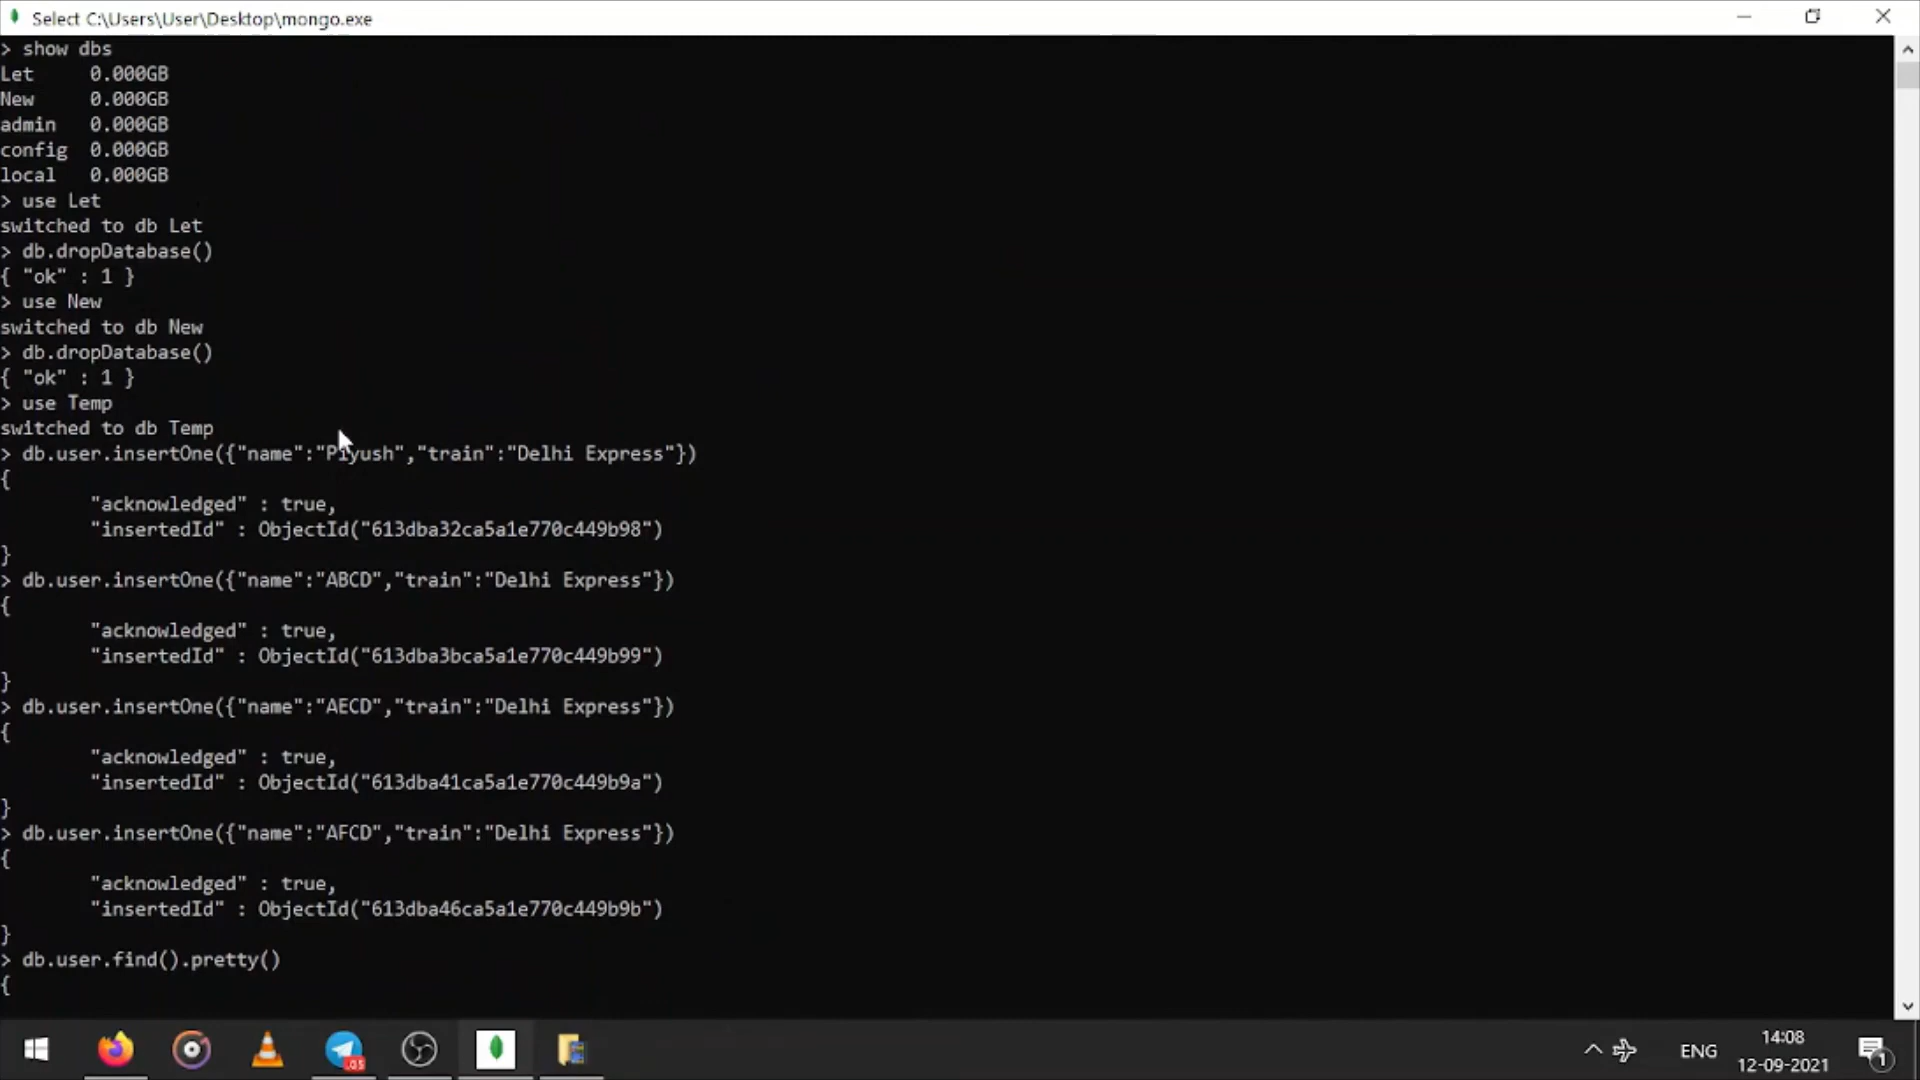 Select C:\Users\User\Desktop\mongo.exe
> show dbs
Let     0.000GB
New     0.000GB
admin   0.000GB
config  0.000GB
local   0.000GB
> use Let
switched to db Let
> db.dropDatabase()
{ "ok" : 1 }
> use New
switched to db New
> db.dropDatabase()
{ "ok" : 1 }
> use Temp
switched to db Temp
> db.user.insertOne({"name":"Piyush","train":"Delhi Express"})
{
        "acknowledged" : true,
        "insertedId" : ObjectId("613dba32ca5a1e770c449b98")
}
> db.user.insertOne({"name":"ABCD","train":"Delhi Express"})
{
        "acknowledged" : true,
        "insertedId" : ObjectId("613dba3bca5a1e770c449b99")
}
> db.user.insertOne({"name":"AECD","train":"Delhi Express"})
{
        "acknowledged" : true,
        "insertedId" : ObjectId("613dba41ca5a1e770c449b9a")
}
> db.user.insertOne({"name":"AFCD","train":"Delhi Express"})
{
        "acknowledged" : true,
        "insertedId" : ObjectId("613dba46ca5a1e770c449b9b")
}
> db.user.find().pretty()
{
.05
ENG
14:08
12-09-2021
1